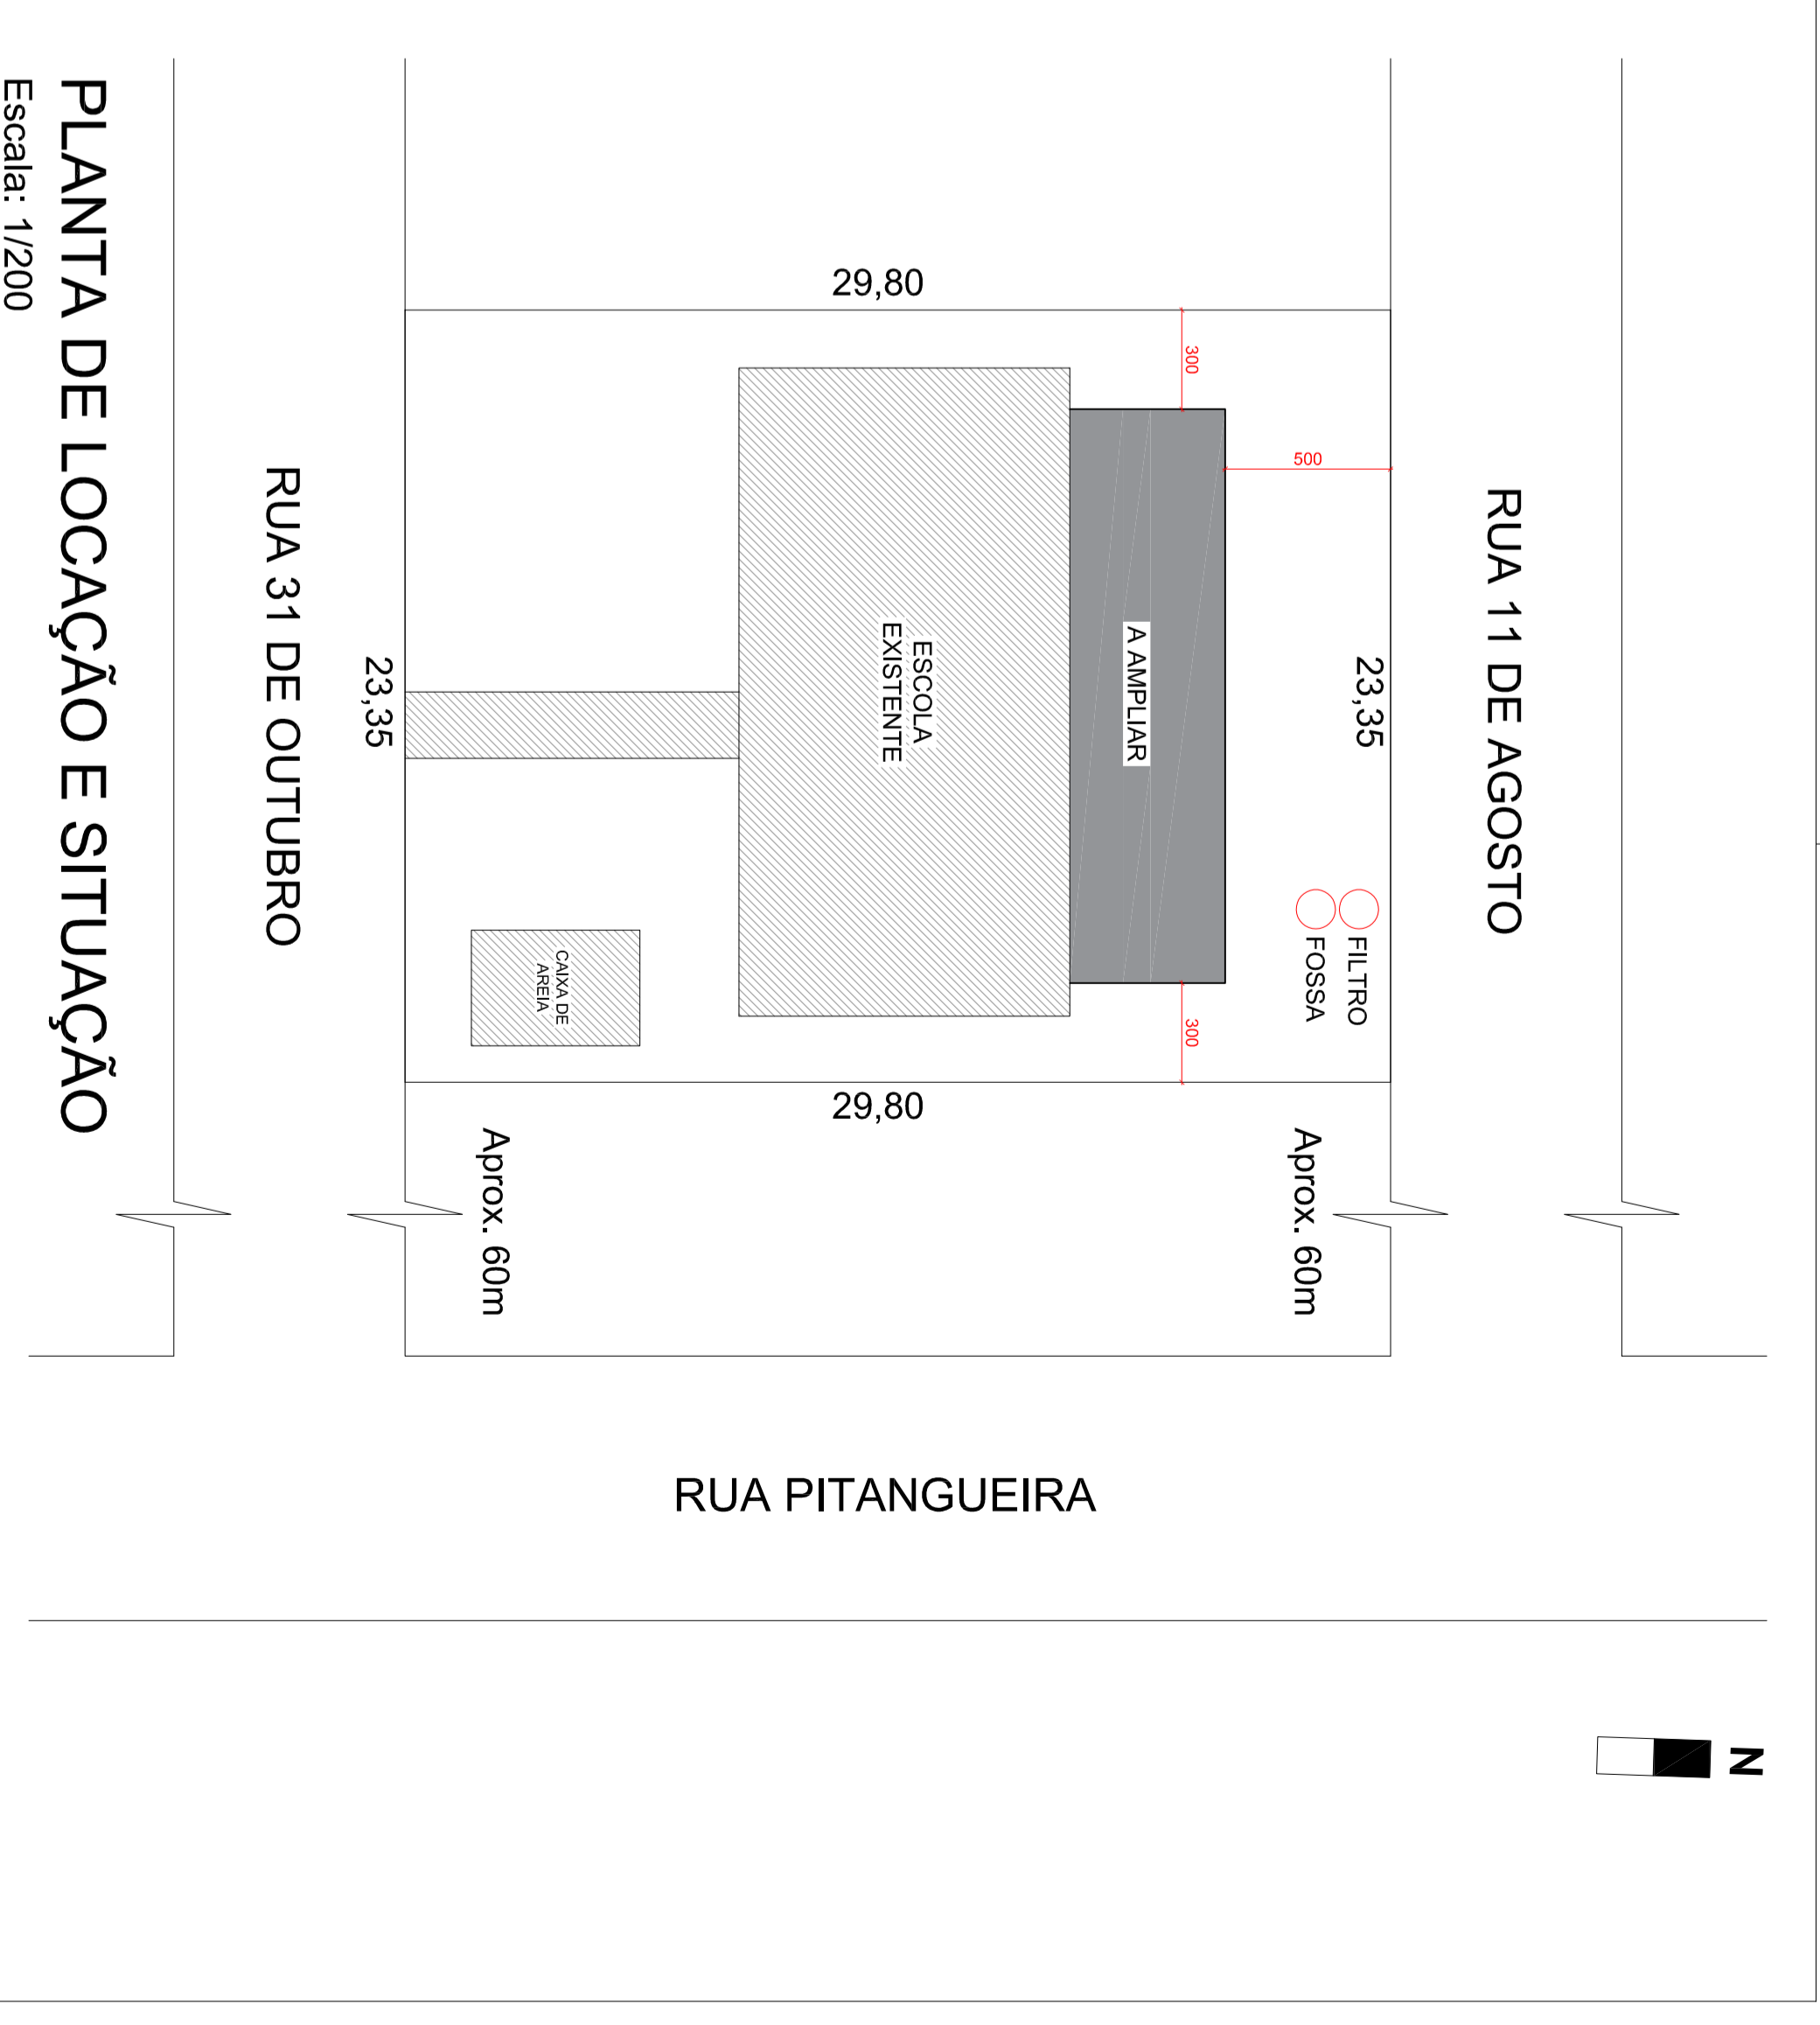 RUA 11 DE AGOSTO
23,35
FILTRO
FOSSA
Aprox. 60m
500
300
300
A AMPLIAR
29,80
29,80
ESCOLA
EXISTENTE
CAIXA DE
AREIA
Aprox. 60m
23,35
RUA 31 DE OUTUBRO
RUA PITANGUEIRA
N
PLANTA DE LOCAÇÃO E SITUAÇÃO
Escala: 1/200